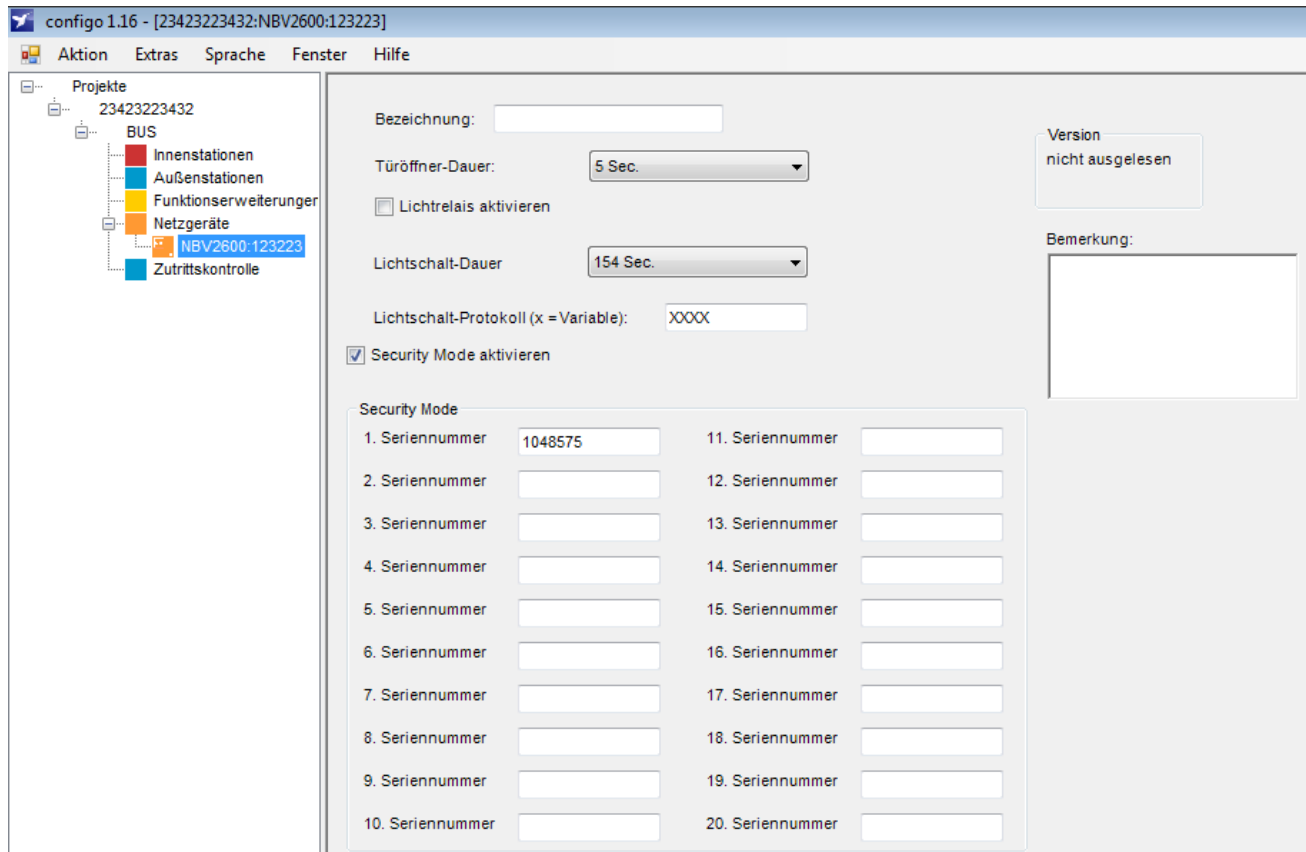 configo 1.16 - [23423223432:NBV2600:123223]
Aktion Extras Sprache Fenster Hilfe
Projekte
23423223432
BUS
Innenstationen
Außenstationen
Funktionserweiterunger
Netzgeräte
NBV2600:123223
Zutrittskontrolle
Bezeichnung:
Türöffner-Dauer: 5 Sec.
Lichtrelais aktivieren
Lichtschalt-Dauer 154 Sec.
Lichtschalt-Protokoll (x = Variable): XXXX
Security Mode aktivieren
Version
nicht ausgelesen
Bemerkung:
Security Mode
1. Seriennummer 1048575 11. Seriennummer
2. Seriennummer 12. Seriennummer
3. Seriennummer 13. Seriennummer
4. Seriennummer 14. Seriennummer
5. Seriennummer 15. Seriennummer
6. Seriennummer 16. Seriennummer
7. Seriennummer 17. Seriennummer
8. Seriennummer 18. Seriennummer
9. Seriennummer 19. Seriennummer
10. Seriennummer 20. Seriennummer